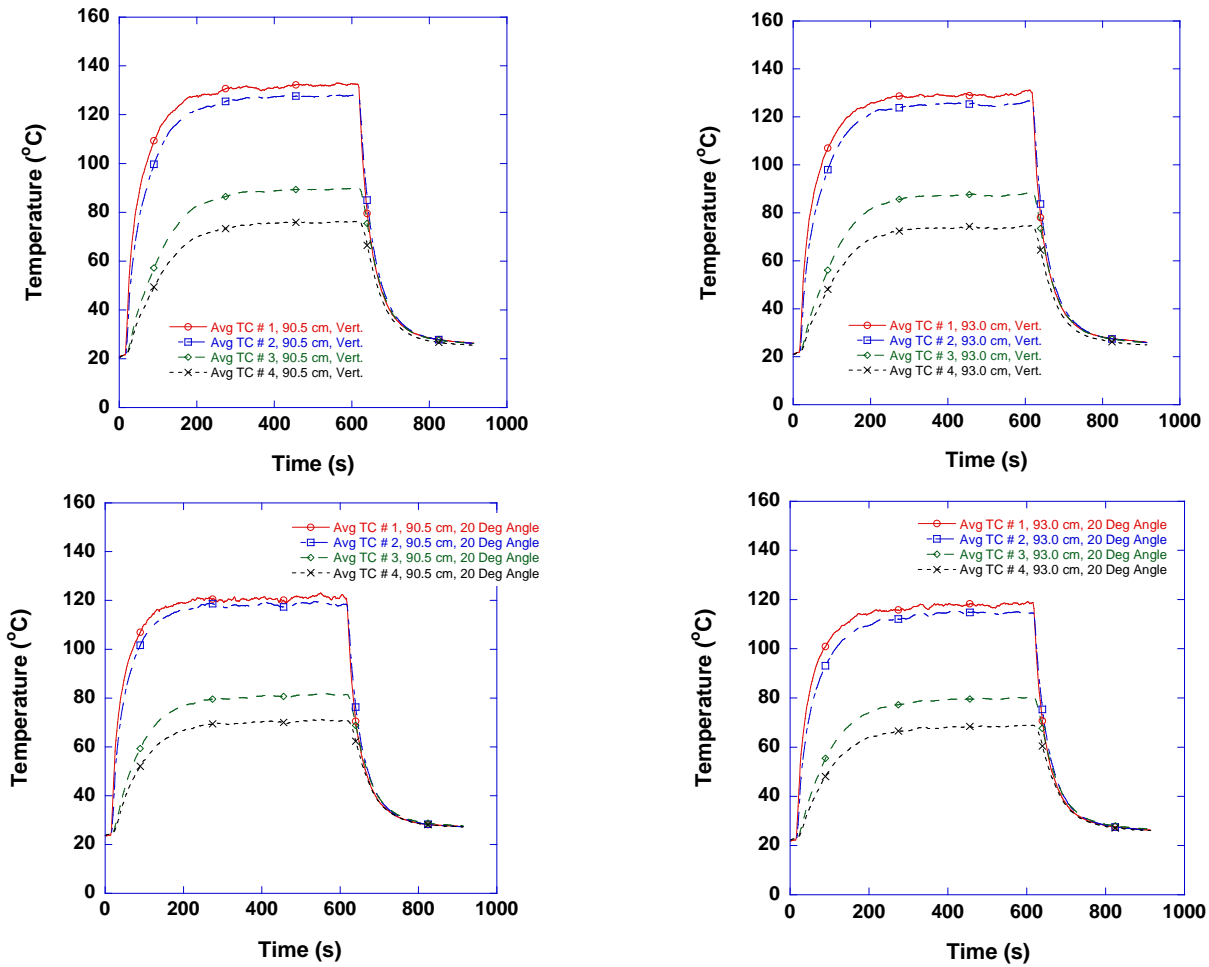 160
140
120
100
80
60
40
20
0
Temperature (°C)
Avg TC # 1, 90.5 cm, Vert.
Avg TC # 2, 90.5 cm, Vert.
Avg TC # 3, 90.5 cm, Vert.
Avg TC # 4, 90.5 cm, Vert.
0 200 400 600 800 1000
Time (s)
160
140
120
100
80
60
40
20
0
Temperature (°C)
Avg TC # 1, 93.0 cm, Vert.
Avg TC # 2, 93.0 cm, Vert.
Avg TC # 3, 93.0 cm, Vert.
Avg TC # 4, 93.0 cm, Vert.
0 200 400 600 800 1000
Time (s)
160
140
120
100
80
60
40
20
0
Temperature (°C)
Avg TC # 1, 90.5 cm, 20 Deg Angle
Avg TC # 2, 90.5 cm, 20 Deg Angle
Avg TC # 3, 90.5 cm, 20 Deg Angle
Avg TC # 4, 90.5 cm, 20 Deg Angle
0 200 400 600 800 1000
Time (s)
160
140
120
100
80
60
40
20
0
Temperature (°C)
Avg TC # 1, 93.0 cm, 20 Deg Angle
Avg TC # 2, 93.0 cm, 20 Deg Angle
Avg TC # 3, 93.0 cm, 20 Deg Angle
Avg TC # 4, 93.0 cm, 20 Deg Angle
0 200 400 600 800 1000
Time (s)